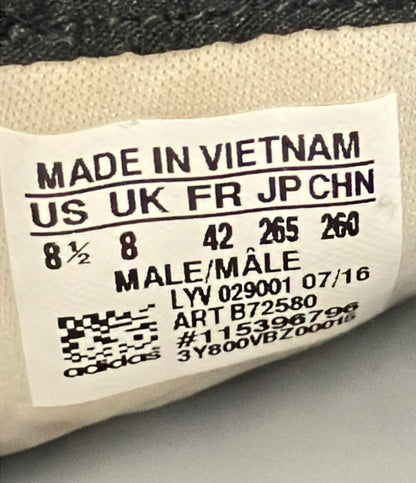 MADE IN VIETNAM
US UK FR JP CHN
8½ 8 42 265 260
MALE/MÂLE
LYV 029001 07/16
ART B72580
#115396796
3Y800VBZ00015
adidas